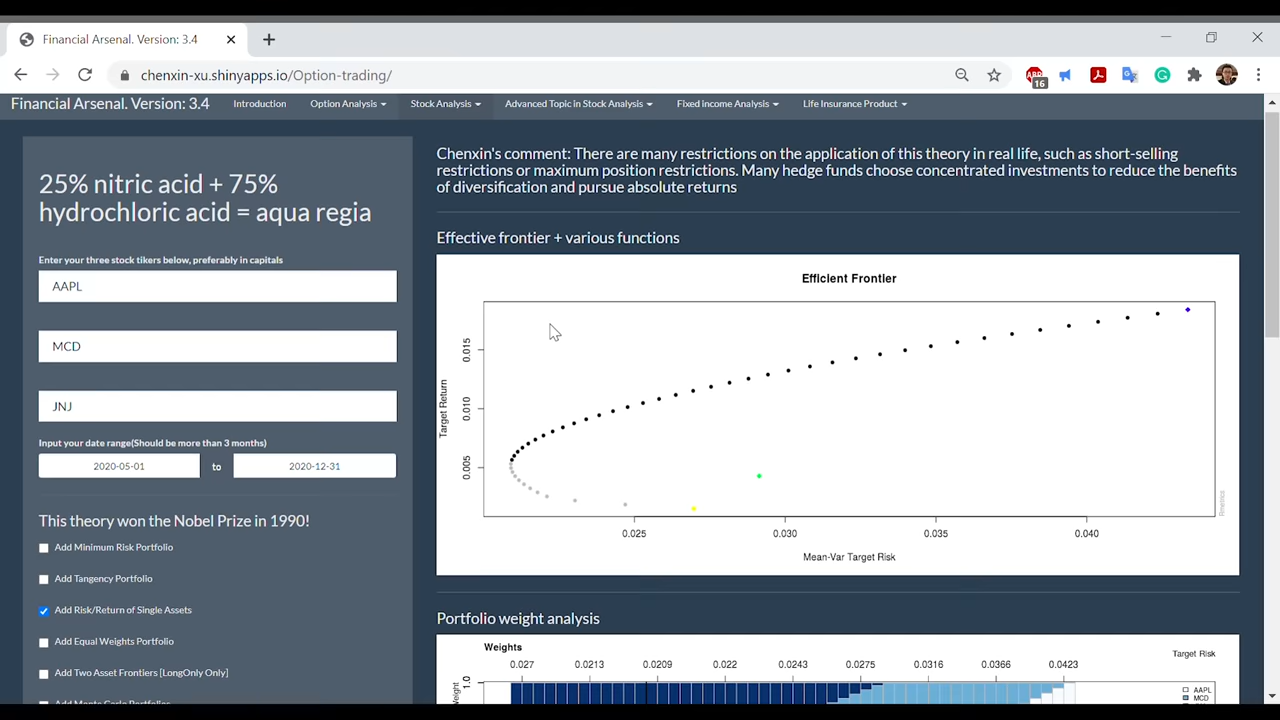 Financial Arsenal. Version: 3.4
chenxin-xu.shinyapps.io/Option-trading/
16
Financial Arsenal. Version: 3.4 Introduction Option Analysis Stock Analysis Advanced Topic in Stock Analysis Fixed income Analysis Life Insurance Product
25% nitric acid + 75%
hydrochloric acid = aqua regia
Enter your three stock tikers below, preferably in capitals
AAPL
MCD
JNJ
Input your date range(Should be more than 3 months)
2020-05-01 to 2020-12-31
This theory won the Nobel Prize in 1990!
Add Minimum Risk Portfolio
Add Tangency Portfolio
Add Risk/Return of Single Assets
Add Equal Weights Portfolio
Add Two Asset Frontiers [LongOnly Only]
Chenxin's comment: There are many restrictions on the application of this theory in real life, such as short-selling
restrictions or maximum position restrictions. Many hedge funds choose concentrated investments to reduce the benefits
of diversification and pursue absolute returns
Effective frontier + various functions
Efficient Frontier
Target Return
0.015
0.010
0.005
0.025 0.030 0.035 0.040
Mean-Var Target Risk
Rmetrics
Portfolio weight analysis
Weights
Target Risk
0.027 0.0213 0.0209 0.022 0.0243 0.0275 0.0316 0.0366 0.0423
1.0
Weight
AAPL
MCD